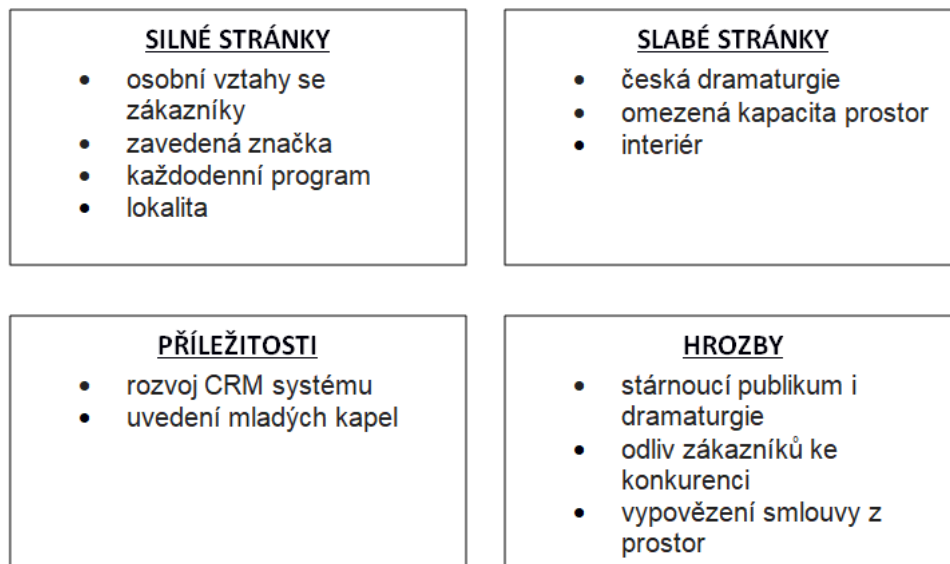 SILNÉ STRÁNKY
• osobní vztahy se
zákazníky
• zavedená značka
• každodenní program
• lokalita
SLABÉ STRÁNKY
• česká dramaturgie
• omezená kapacita prostor
• interiér
PŘÍLEŽITOSTI
• rozvoj CRM systému
• uvedení mladých kapel
HROZBY
• stárnoucí publikum i
dramaturgie
• odliv zákazníků ke
konkurenci
• vypovězení smlouvy z
prostor